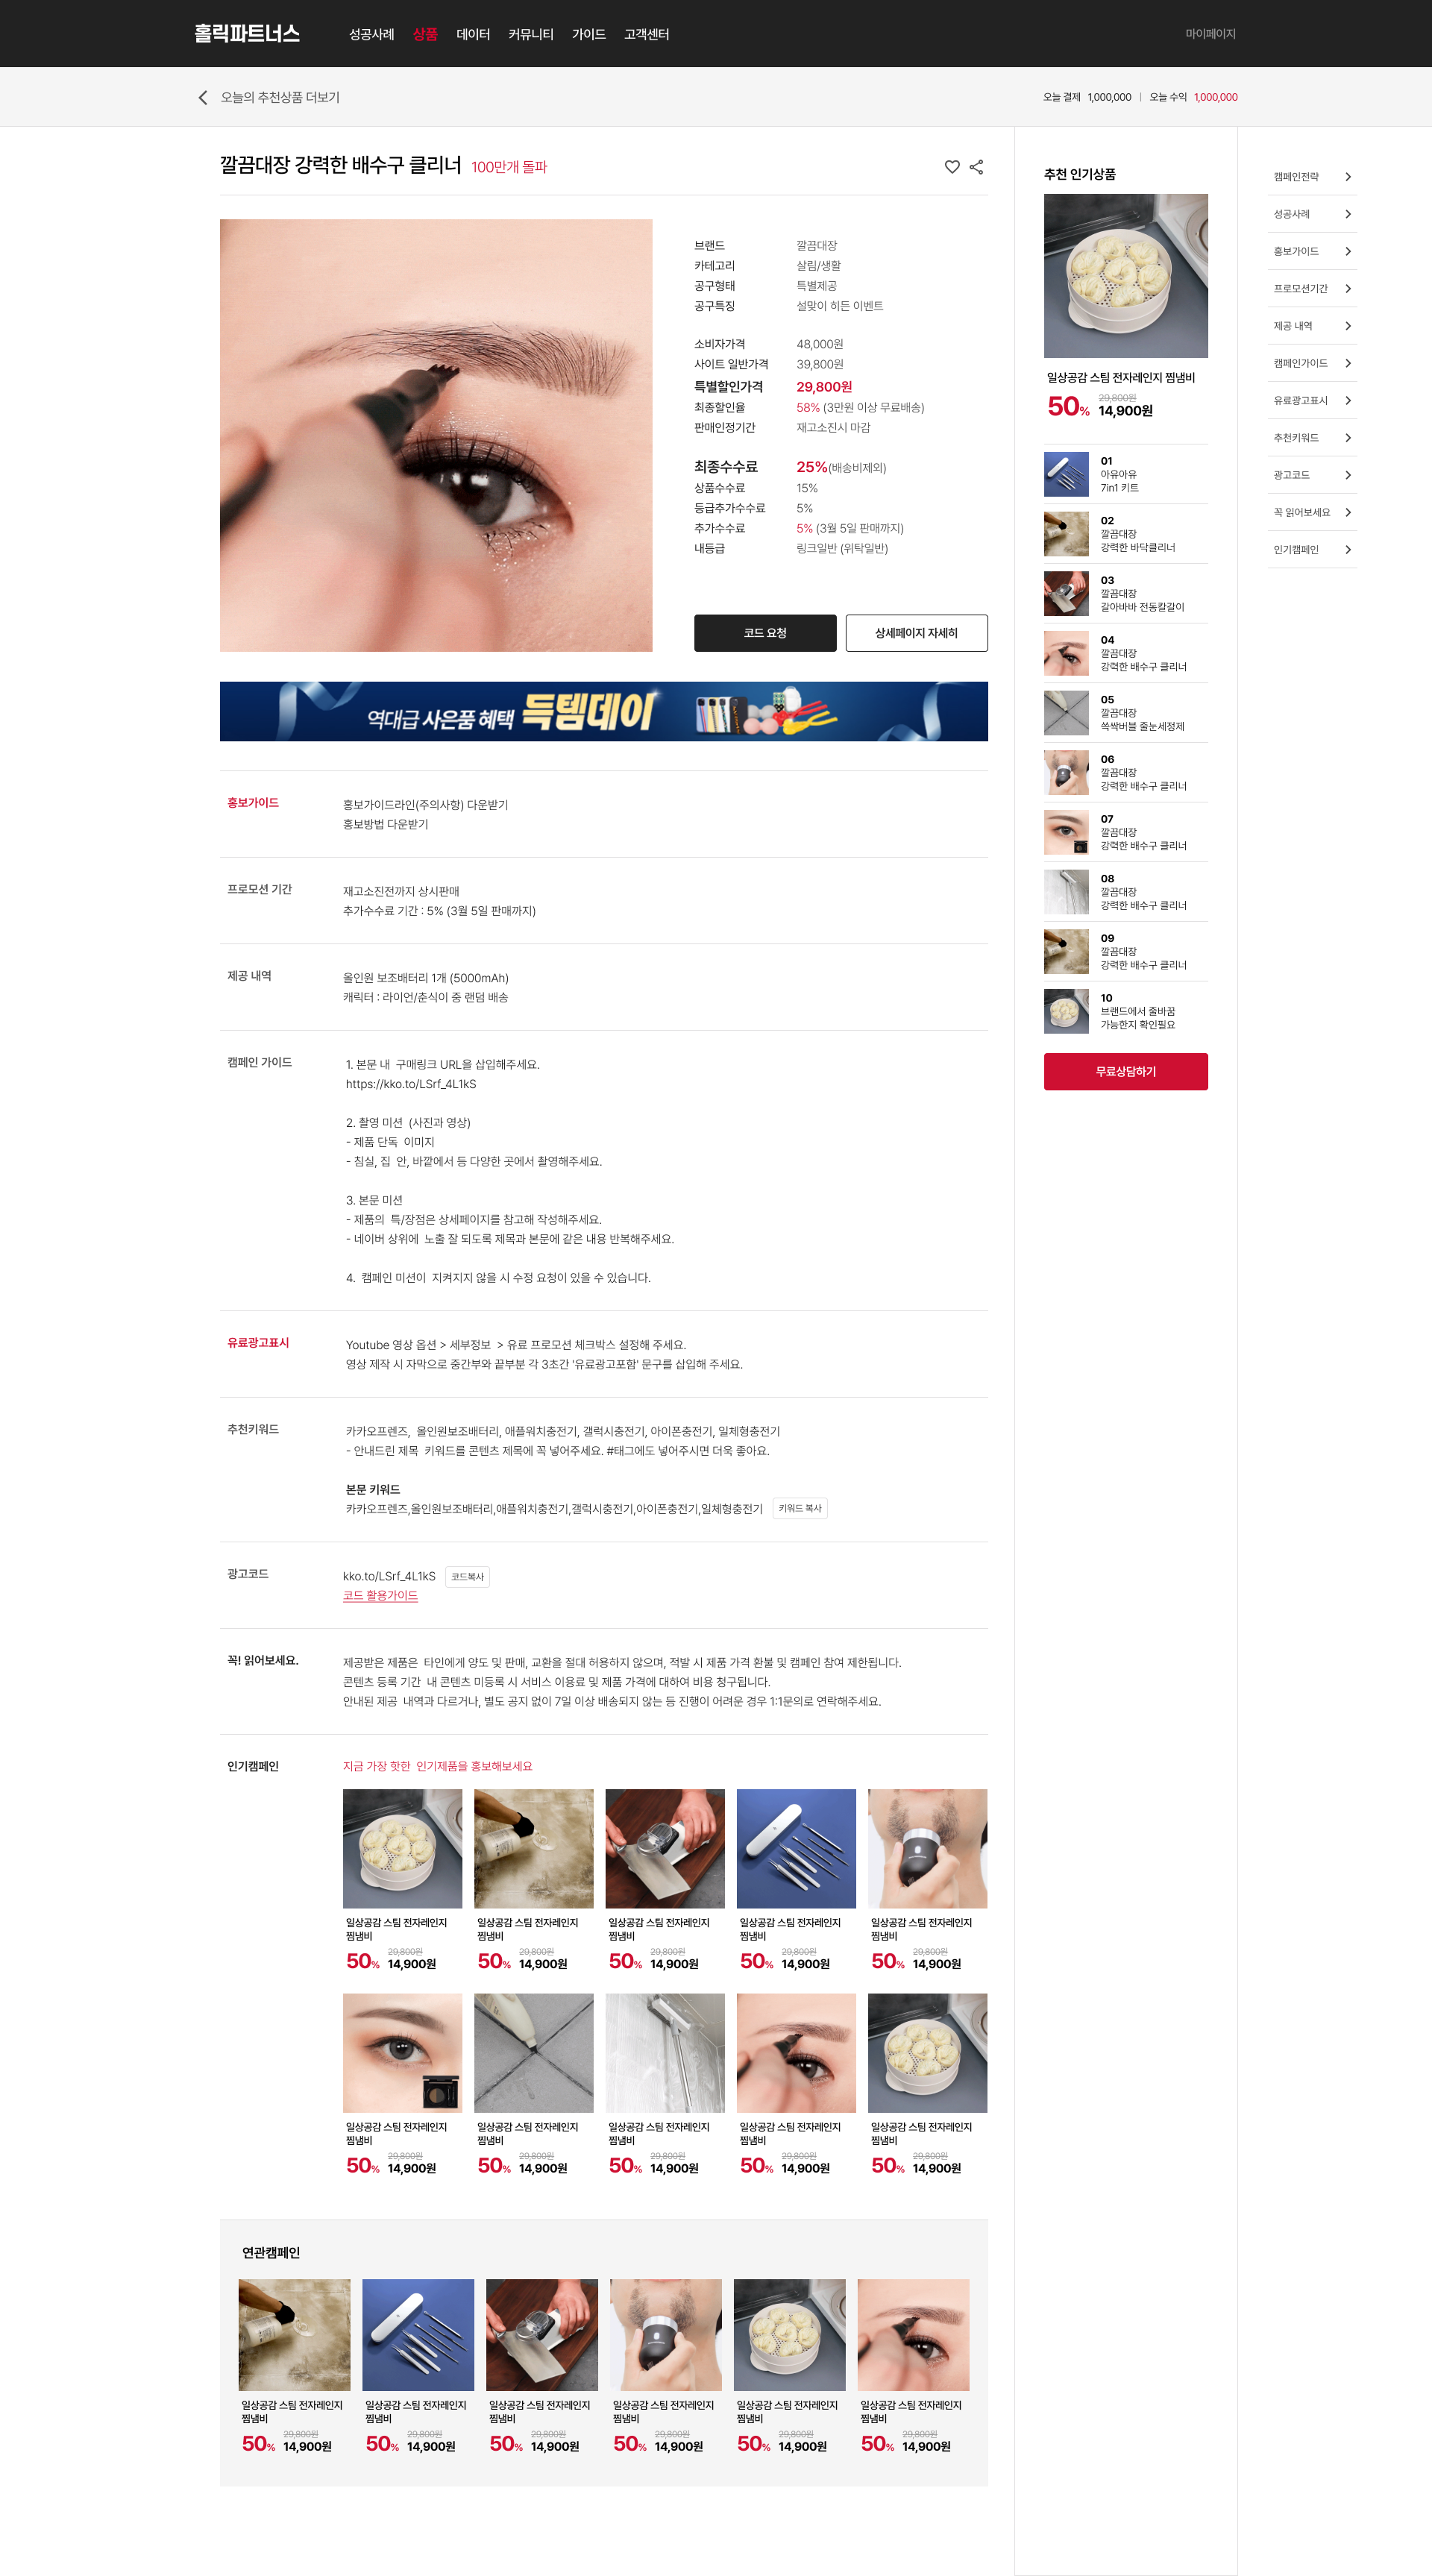 홀릭파트너스
성공사례 상품 데이터 커뮤니티 가이드 고객센터
마이페이지
오늘의 추천상품 더보기
오늘 결제 1,000,000 | 오늘 수익 1,000,000
깔끔대장 강력한 배수구 클리너 100만개 돌파
브랜드 깔끔대장
카테고리 살림/생활
공구형태 특별제공
공구특징 설맞이 히든 이벤트
소비자가격 48,000원
사이트 일반가격 39,800원
특별할인가격 29,800원
최종할인율 58% (3만원 이상 무료배송)
판매인정기간 재고소진시 마감
최종수수료 25%(배송비제외)
상품수수료 15%
등급추가수수료 5%
추가수수료 5% (3월 5일 판매까지)
내등급 링크일반 (위탁일반)
코드 요청
상세페이지 자세히
역대급 사은품 혜택 득템데이
홍보가이드
홍보가이드라인(주의사항) 다운받기
홍보방법 다운받기
프로모션 기간
재고소진전까지 상시판매
추가수수료 기간 : 5% (3월 5일 판매까지)
제공 내역
올인원 보조배터리 1개 (5000mAh)
캐릭터 : 라이언/춘식이 중 랜덤 배송
캠페인 가이드
1. 본문 내 구매링크 URL을 삽입해주세요.
https://kko.to/LSrf_4L1kS
2. 촬영 미션 (사진과 영상)
- 제품 단독 이미지
- 침실, 집 안, 바깥에서 등 다양한 곳에서 촬영해주세요.
3. 본문 미션
- 제품의 특/장점은 상세페이지를 참고해 작성해주세요.
- 네이버 상위에 노출 잘 되도록 제목과 본문에 같은 내용 반복해주세요.
4. 캠페인 미션이 지켜지지 않을 시 수정 요청이 있을 수 있습니다.
유료광고표시
Youtube 영상 옵션 > 세부정보 > 유료 프로모션 체크박스 설정해 주세요.
영상 제작 시 자막으로 중간부와 끝부분 각 3초간 '유료광고포함' 문구를 삽입해 주세요.
추천키워드
카카오프렌즈, 올인원보조배터리, 애플워치충전기, 갤럭시충전기, 아이폰충전기, 일체형충전기
- 안내드린 제목 키워드를 콘텐츠 제목에 꼭 넣어주세요. #태그에도 넣어주시면 더욱 좋아요.
본문 키워드
카카오프렌즈,올인원보조배터리,애플워치충전기,갤럭시충전기,아이폰충전기,일체형충전기 키워드 복사
광고코드
kko.to/LSrf_4L1kS 코드복사
코드 활용가이드
꼭! 읽어보세요.
제공받은 제품은 타인에게 양도 및 판매, 교환을 절대 허용하지 않으며, 적발 시 제품 가격 환불 및 캠페인 참여 제한됩니다.
콘텐츠 등록 기간 내 콘텐츠 미등록 시 서비스 이용료 및 제품 가격에 대하여 비용 청구됩니다.
안내된 제공 내역과 다르거나, 별도 공지 없이 7일 이상 배송되지 않는 등 진행이 어려운 경우 1:1문의로 연락해주세요.
인기캠페인
지금 가장 핫한 인기제품을 홍보해보세요
일상공감 스팀 전자레인지 일상공감 스팀 전자레인지 일상공감 스팀 전자레인지 일상공감 스팀 전자레인지 일상공감 스팀 전자레인지
찜냄비 찜냄비 찜냄비 찜냄비 찜냄비
29,800원 29,800원 29,800원 29,800원 29,800원
50% 14,900원 50% 14,900원 50% 14,900원 50% 14,900원 50% 14,900원
일상공감 스팀 전자레인지 일상공감 스팀 전자레인지 일상공감 스팀 전자레인지 일상공감 스팀 전자레인지 일상공감 스팀 전자레인지
찜냄비 찜냄비 찜냄비 찜냄비 찜냄비
29,800원 29,800원 29,800원 29,800원 29,800원
50% 14,900원 50% 14,900원 50% 14,900원 50% 14,900원 50% 14,900원
연관캠페인
일상공감 스팀 전자레인지 일상공감 스팀 전자레인지 일상공감 스팀 전자레인지 일상공감 스팀 전자레인지 일상공감 스팀 전자레인지 일상공감 스팀 전자레인지
찜냄비 찜냄비 찜냄비 찜냄비 찜냄비 찜냄비
29,800원 29,800원 29,800원 29,800원 29,800원 29,800원
50% 14,900원 50% 14,900원 50% 14,900원 50% 14,900원 50% 14,900원 50% 14,900원
추천 인기상품
일상공감 스팀 전자레인지 찜냄비
29,800원
50% 14,900원
01
아유아유
7in1 키트
02
깔끔대장
강력한 바닥클리너
03
깔끔대장
갈아바바 전동칼갈이
04
깔끔대장
강력한 배수구 클리너
05
깔끔대장
쓱싹버블 줄눈세정제
06
깔끔대장
강력한 배수구 클리너
07
깔끔대장
강력한 배수구 클리너
08
깔끔대장
강력한 배수구 클리너
09
깔끔대장
강력한 배수구 클리너
10
브랜드에서 줄바꿈
가능한지 확인필요
무료상담하기
캠페인전략
성공사례
홍보가이드
프로모션기간
제공 내역
캠페인가이드
유료광고표시
추천키워드
광고코드
꼭 읽어보세요
인기캠페인